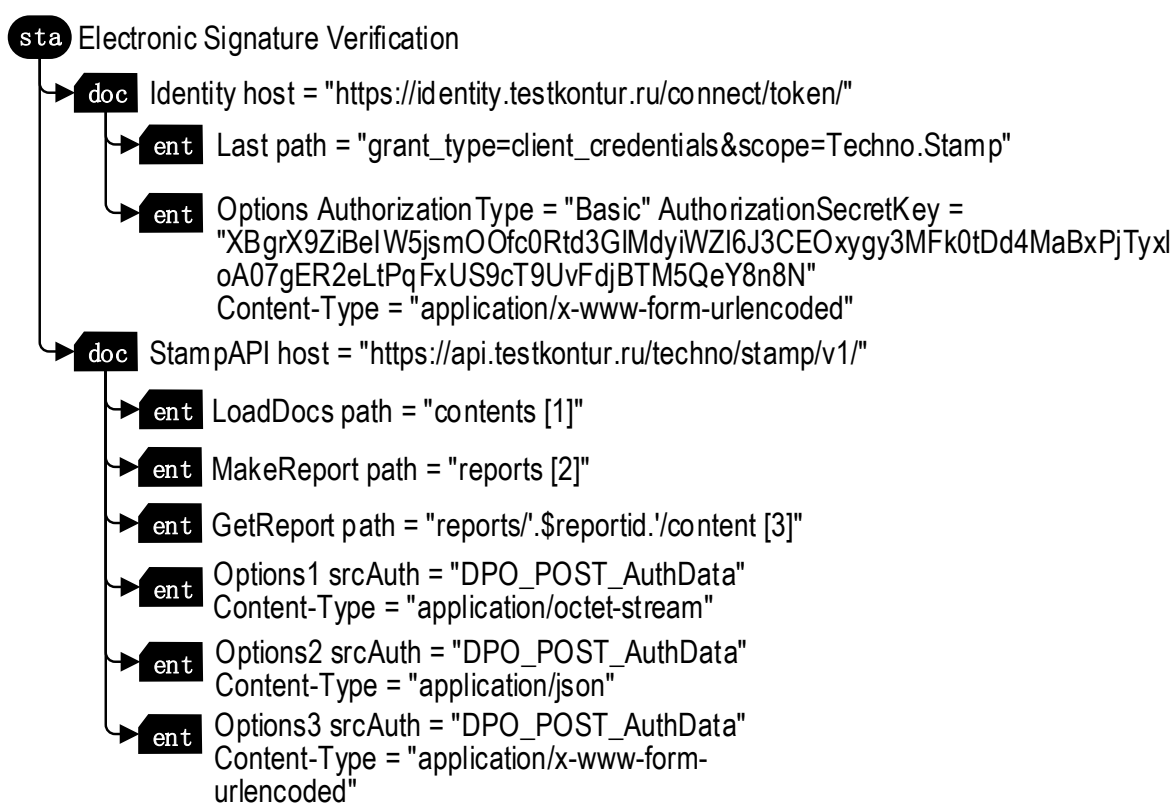 sta Electronic Signature Verification
doc Identity host = "https://identity.testkontur.ru/connect/token/"
ent Last path = "grant_type=client_credentials&scope=Techno.Stamp"
ent Options AuthorizationType = "Basic" AuthorizationSecretKey =
"XBgrX9ZiBeIW5jsmOOfc0Rtd3GlMdyiWZl6J3CEOxygy3MFk0tDd4MaBxPjTyxl
oA07gER2eLtPqFxUS9cT9UvFdjBTM5QeY8n8N"
Content-Type = "application/x-www-form-urlencoded"
doc StampAPI host = "https://api.testkontur.ru/techno/stamp/v1/"
ent LoadDocs path = "contents [1]"
ent MakeReport path = "reports [2]"
ent GetReport path = "reports/'.$reportid.'/content [3]"
ent Options1 srcAuth = "DPO_POST_AuthData"
Content-Type = "application/octet-stream"
ent Options2 srcAuth = "DPO_POST_AuthData"
Content-Type = "application/json"
ent Options3 srcAuth = "DPO_POST_AuthData"
Content-Type = "application/x-www-form-
urlencoded"